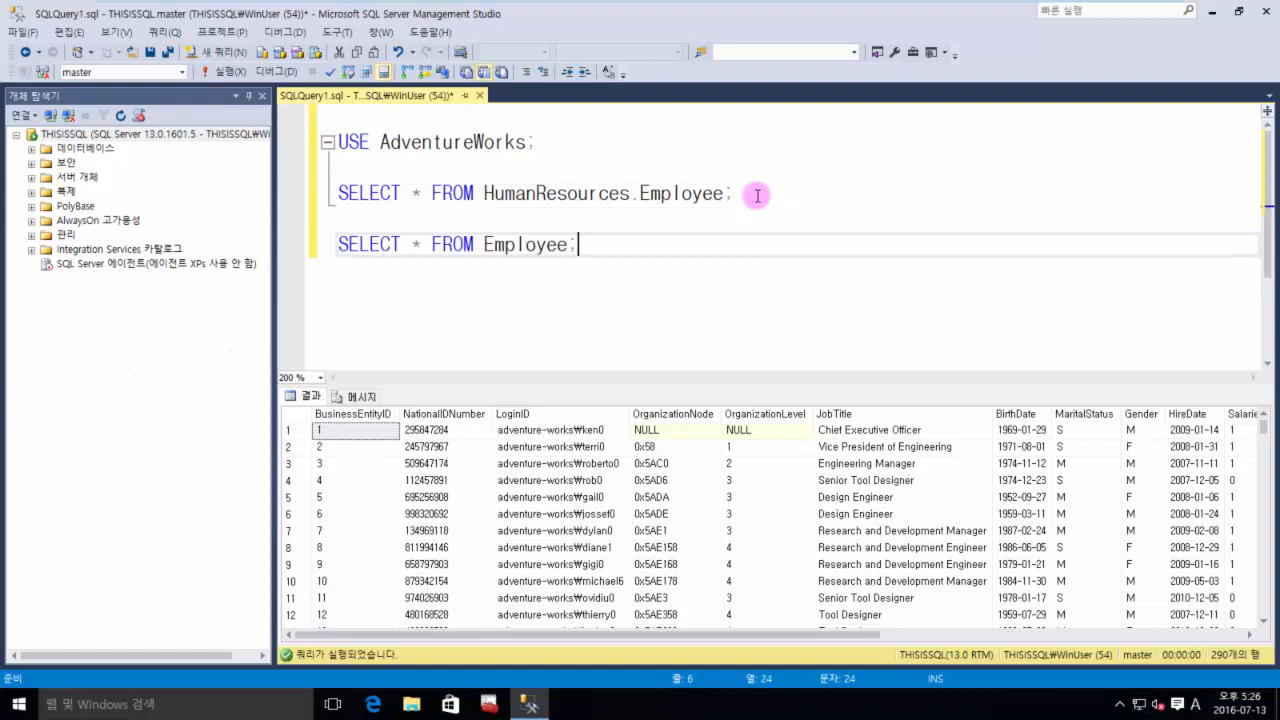 SQLQuery1.sql - THISISSQL.master (THISISSQL₩WinUser (54))* - Microsoft SQL Server Management Studio
빠른 실행
파일(F) 편집(E) 보기(V) 쿼리(Q) 프로젝트(P) 디버그(D) 도구(T) 창(W) 도움말(H)
새 쿼리(N)
master 실행(X) 디버그(D)
개체 탐색기
SQLQuery1.sql - T...SQL₩WinUser (54))*
연결
THISISSQL (SQL Server 13.0.1601.5 - THISISSQL₩Wi
데이터베이스
보안
서버 개체
복제
PolyBase
AlwaysOn 고가용성
관리
Integration Services 카탈로그
SQL Server 에이전트(에이전트 XPs 사용 안 함)
USE AdventureWorks;
SELECT * FROM HumanResources.Employee;
SELECT * FROM Employee;
200 %
결과 메시지
BusinessEntityID NationalIDNumber LoginID OrganizationNode OrganizationLevel JobTitle BirthDate MaritalStatus Gender HireDate Salarie
1 1 295847284 adventure-works₩ken0 NULL NULL Chief Executive Officer 1969-01-29 S M 2009-01-14 1
2 2 245797967 adventure-works₩terri0 0x58 1 Vice President of Engineering 1971-08-01 S F 2008-01-31 1
3 3 509647174 adventure-works₩roberto0 0x5AC0 2 Engineering Manager 1974-11-12 M M 2007-11-11 1
4 4 112457891 adventure-works₩rob0 0x5AD6 3 Senior Tool Designer 1974-12-23 S M 2007-12-05 0
5 5 695256908 adventure-works₩gail0 0x5ADA 3 Design Engineer 1952-09-27 M F 2008-01-06 1
6 6 998320692 adventure-works₩jossef0 0x5ADE 3 Design Engineer 1959-03-11 M M 2008-01-24 1
7 7 134969118 adventure-works₩dylan0 0x5AE1 3 Research and Development Manager 1987-02-24 M M 2009-02-08 1
8 8 811994146 adventure-works₩diane1 0x5AE158 4 Research and Development Engineer 1986-06-05 S F 2008-12-29 1
9 9 658797903 adventure-works₩gigi0 0x5AE168 4 Research and Development Engineer 1979-01-21 M F 2009-01-16 1
10 10 879342154 adventure-works₩michael6 0x5AE178 4 Research and Development Manager 1984-11-30 M M 2009-05-03 1
11 11 974026903 adventure-works₩ovidiu0 0x5AE3 3 Senior Tool Designer 1978-01-17 S M 2010-12-05 0
12 12 480168528 adventure-works₩thierry0 0x5AE358 4 Tool Designer 1959-07-29 M M 2007-12-11 0
쿼리가 실행되었습니다. THISISSQL(13.0 RTM) THISISSQL₩WinUser (54) master 00:00:00 290개의 행
준비 줄: 6 열: 24 문자: 24 INS
웹 및 Windows 검색
A
오후 5:26
2016-07-13